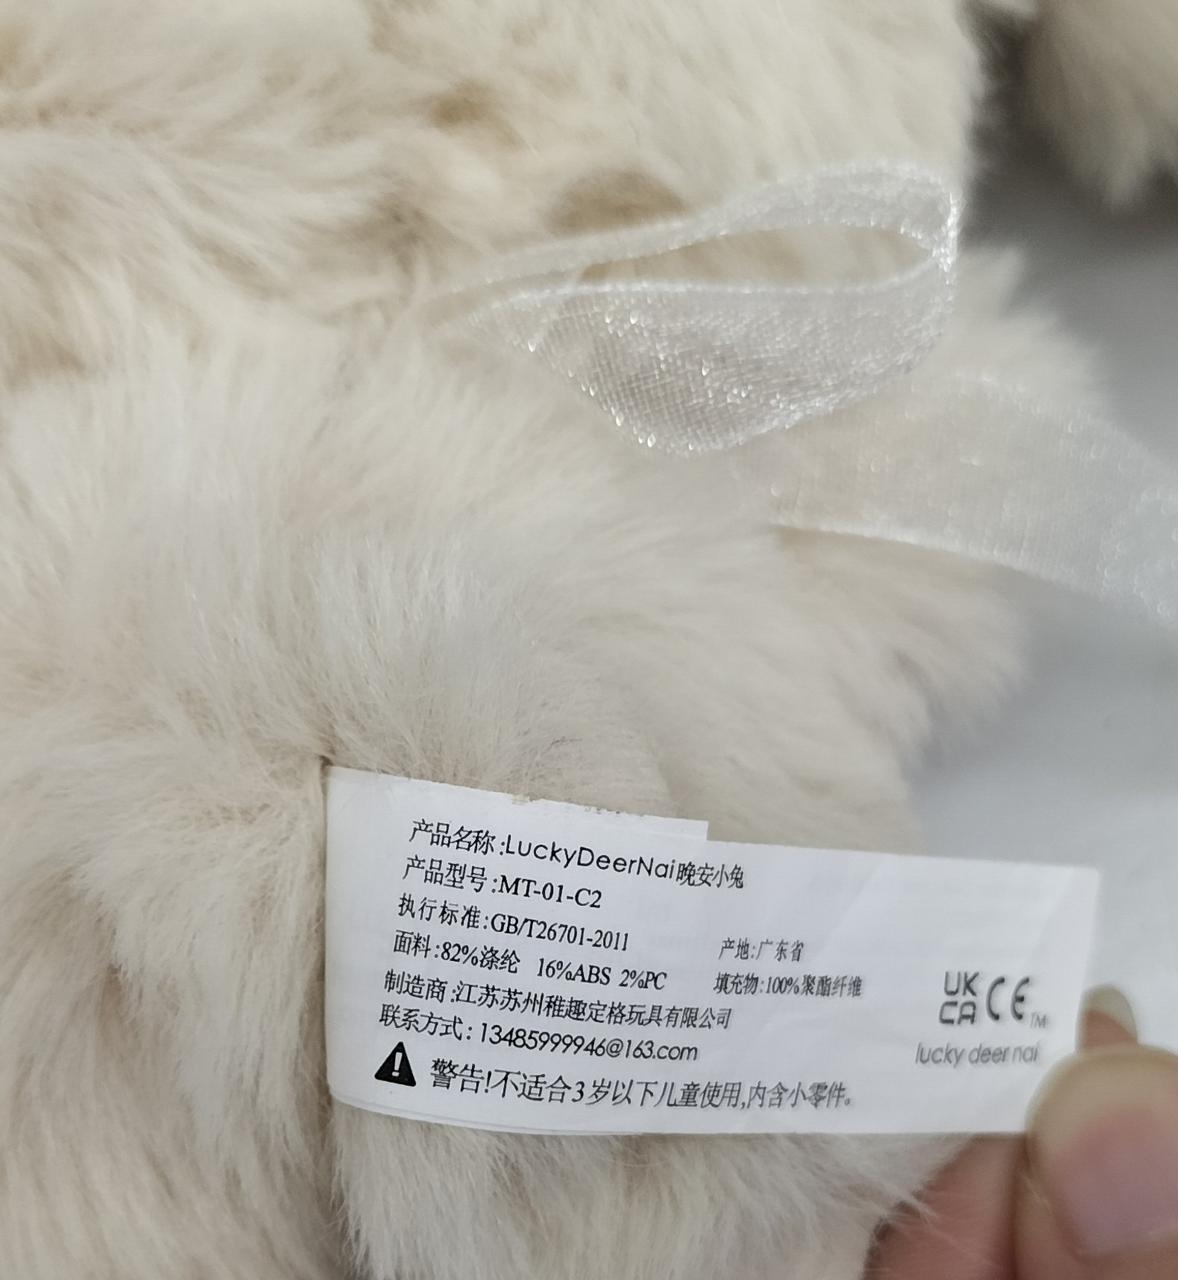 产品名称:LuckyDeerNai晚安小兔
产品型号:MT-01-C2
执行标准:GB/T26701-2011
产地:广东省
面料:82%涤纶 16%ABS 2%PC
填充物:100%聚酯纤维
制造商:江苏苏州稚趣定格玩具有限公司
联系方式:13485999946@163.com
警告!不适合3岁以下儿童使用,内含小零件。
UK
CA CE TM
lucky deer nai